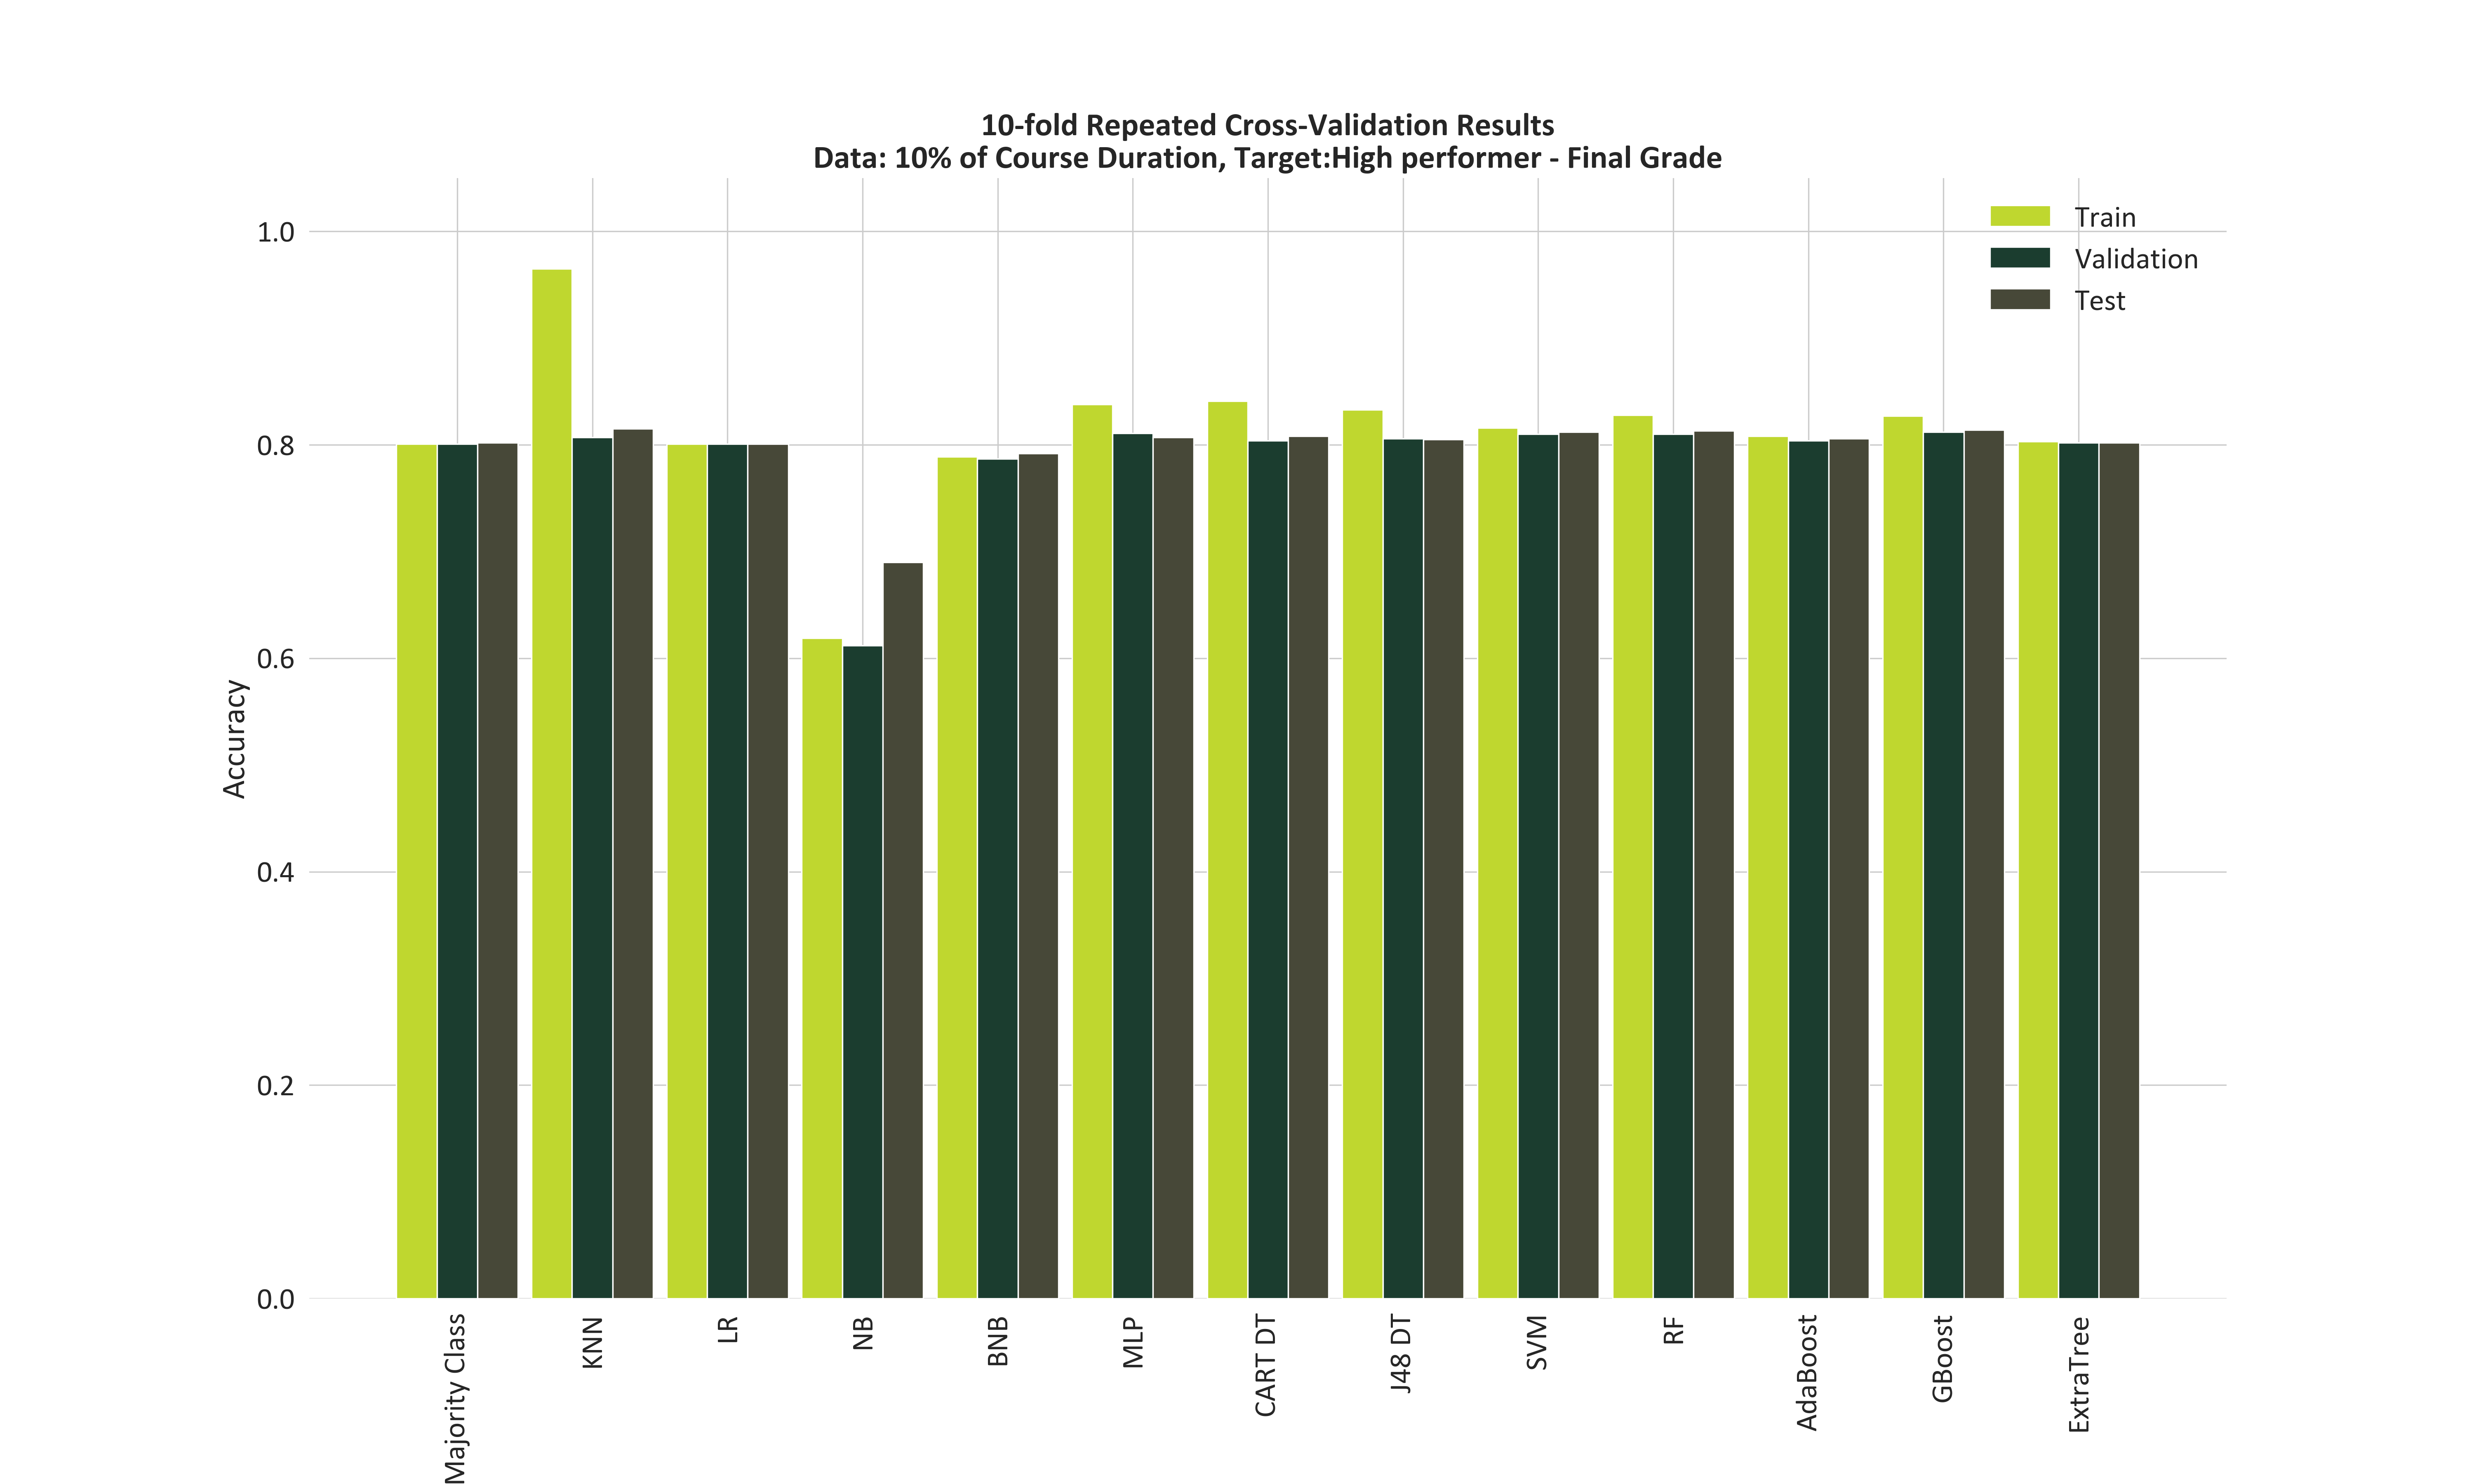 10-fold Repeated Cross-Validation Results
Data: 10% of Course Duration, Target:High performer - Final Grade
Train
Validation
Test
1.0
0.8
0.6
0.4
0.2
0.0
Accuracy
Majority Class
KNN
LR
NB
BNB
MLP
CART DT
J48 DT
SVM
RF
AdaBoost
GBoost
ExtraTree